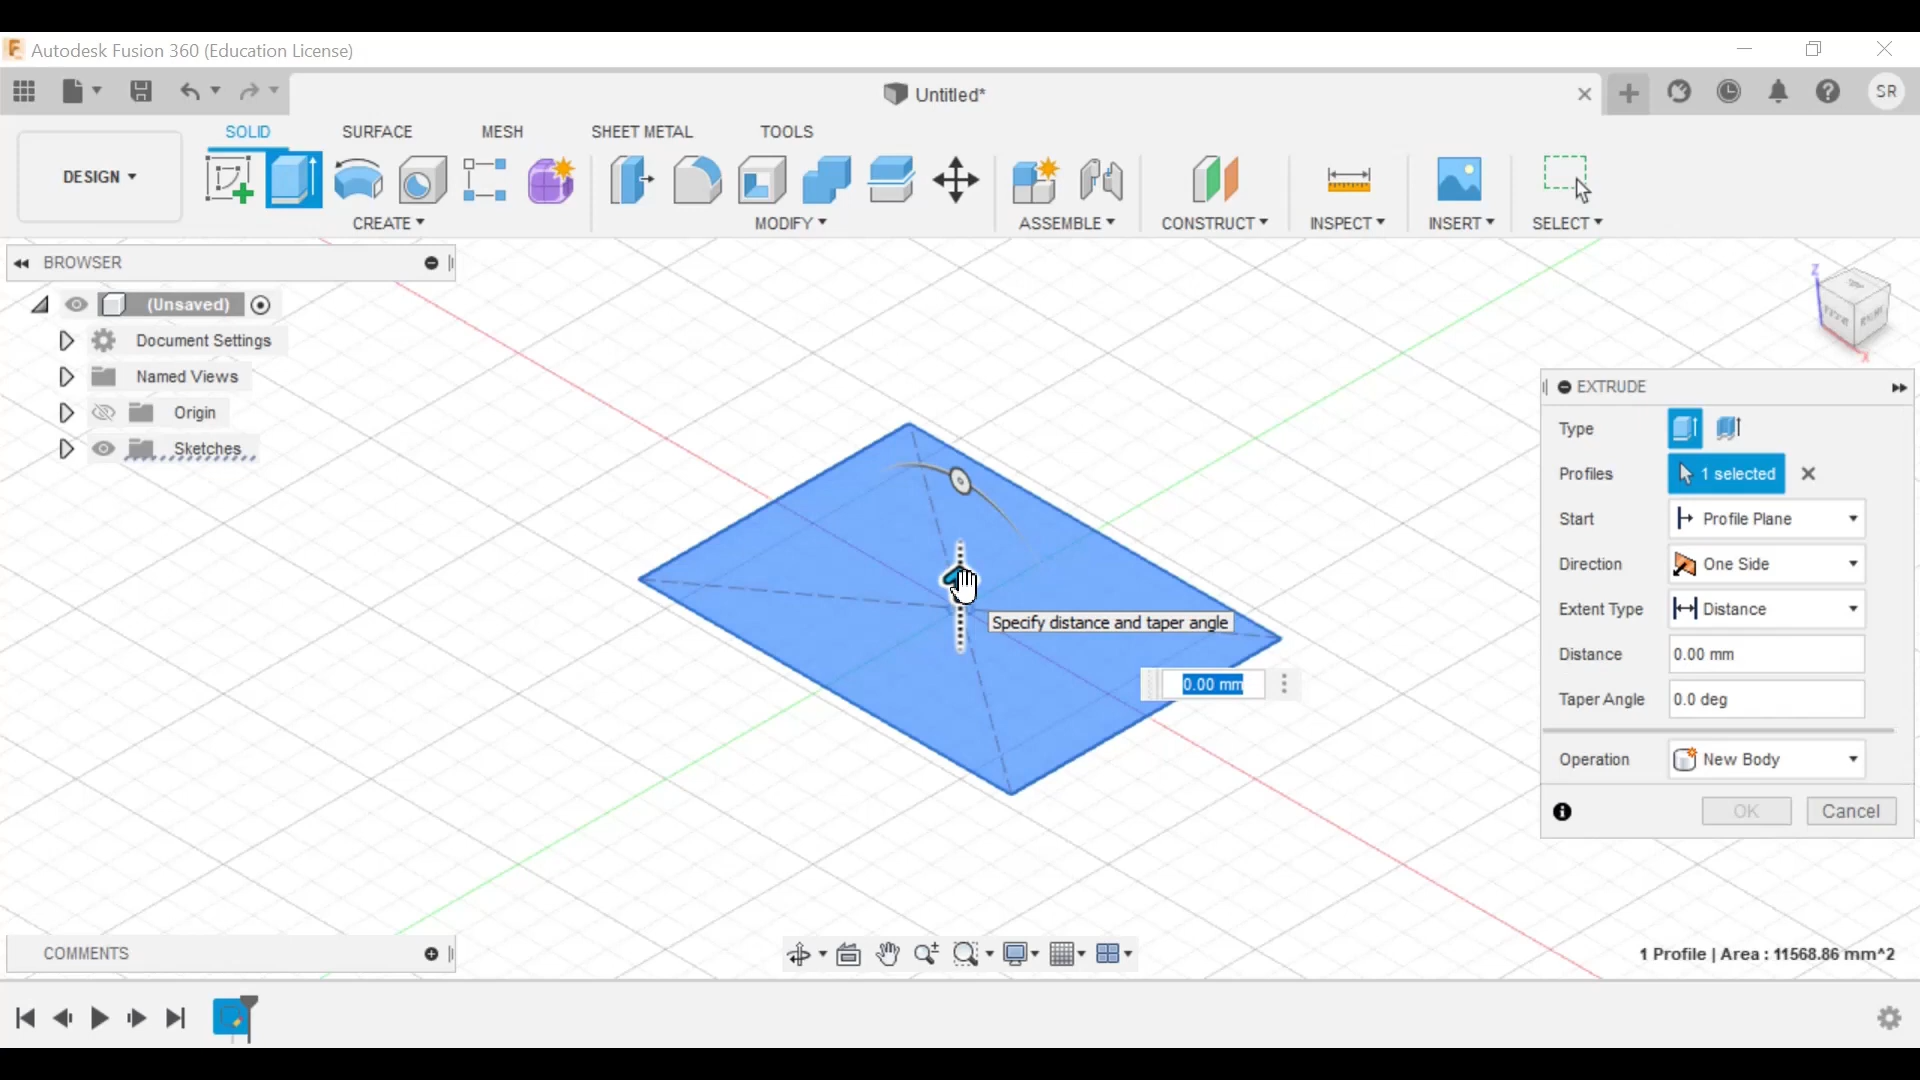 Autodesk Fusion 360 (Education License)
Untitled*
SR
SOLID
SURFACE
MESH
SHEET METAL
TOOLS
DESIGN
CREATE
MODIFY
ASSEMBLE
CONSTRUCT
INSPECT
INSERT
SELECT
BROWSER
(Unsaved)
Document Settings
Named Views
Origin
Sketches
Z
X
Specify distance and taper angle
0.00 mm
EXTRUDE
Type
Profiles
1 selected
Start
Profile Plane
Direction
One Side
Extent Type
Distance
Distance
0.00 mm
Taper Angle
0.0 deg
Operation
New Body
OK
Cancel
COMMENTS
1 Profile | Area : 11568.86 mm^2